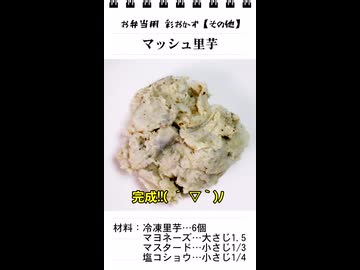 お弁当用 彩おかず【その他】
マッシュ里芋
完成!!( ´ ▽ ` )ﾉ
材料：冷凍里芋…6個
マヨネーズ…大さじ1.5
マスタード…小さじ1/3
塩コショウ…小さじ1/4